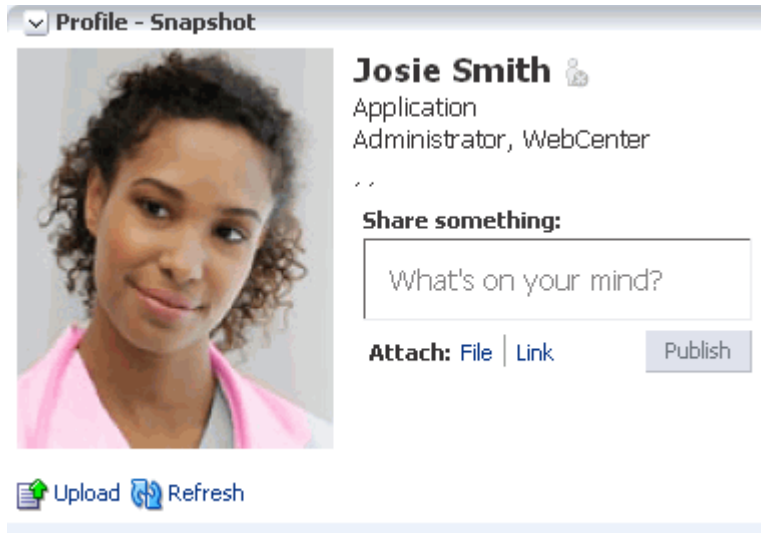 Profile - Snapshot
Josie Smith
Application
Administrator, WebCenter
, ,
Share something:
What's on your mind?
Attach: File | Link Publish
Upload Refresh